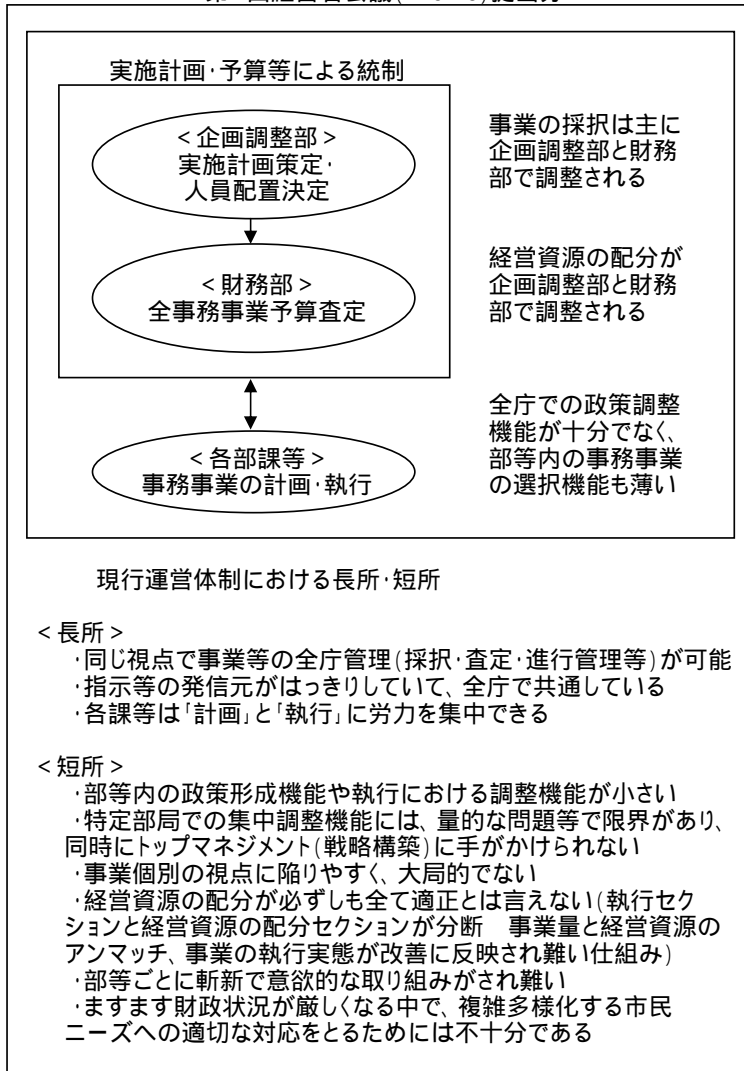 実施計画・予算等による統制
<企画調整部>
実施計画策定・
人員配置決定
事業の採択は主に
企画調整部と財務
部で調整される
<財務部>
全事務事業予算査定
経営資源の配分が
企画調整部と財務
部で調整される
<各部課等>
事務事業の計画・執行
全庁での政策調整
機能が十分でなく、
部等内の事務事業
の選択機能も薄い
現行運営体制における長所・短所
<長所>
・同じ視点で事業等の全庁管理(採択・査定・進行管理等)が可能
・指示等の発信元がはっきりしていて、全庁で共通している
・各課等は「計画」と「執行」に労力を集中できる
<短所>
・部等内の政策形成機能や執行における調整機能が小さい
・特定部局での集中調整機能には、量的な問題等で限界があり、
同時にトップマネジメント(戦略構築)に手がかけられない
・事業個別の視点に陥りやすく、大局的でない
・経営資源の配分が必ずしも全て適正とは言えない(執行セク
ションと経営資源の配分セクションが分断　事業量と経営資源の
アンマッチ、事業の執行実態が改善に反映され難い仕組み)
・部等ごとに斬新で意欲的な取り組みがされ難い
・ますます財政状況が厳しくなる中で、複雑多様化する市民
ニーズへの適切な対応をとるためには不十分である